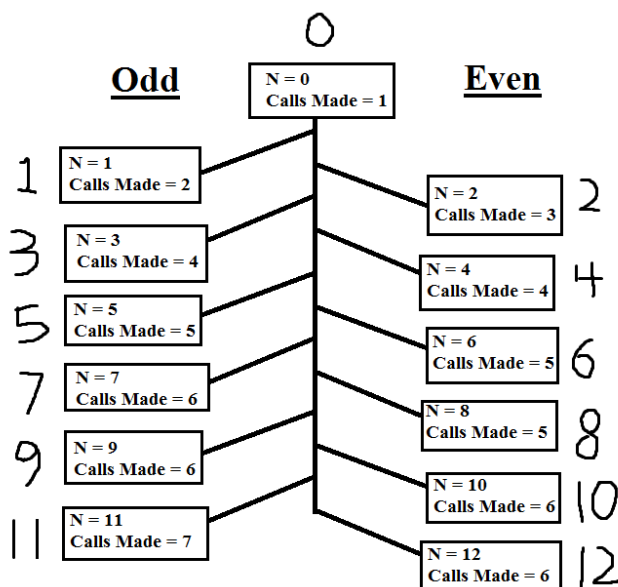 0
N = 0
Calls Made = 1
Odd
Even
1
N = 1
Calls Made = 2
N = 2
Calls Made = 3
2
3
N = 3
Calls Made = 4
N = 4
Calls Made = 4
4
5
N = 5
Calls Made = 5
N = 6
Calls Made = 5
6
7
N = 7
Calls Made = 6
N = 8
Calls Made = 5
8
9
N = 9
Calls Made = 6
N = 10
Calls Made = 6
10
11
N = 11
Calls Made = 7
N = 12
Calls Made = 6
12